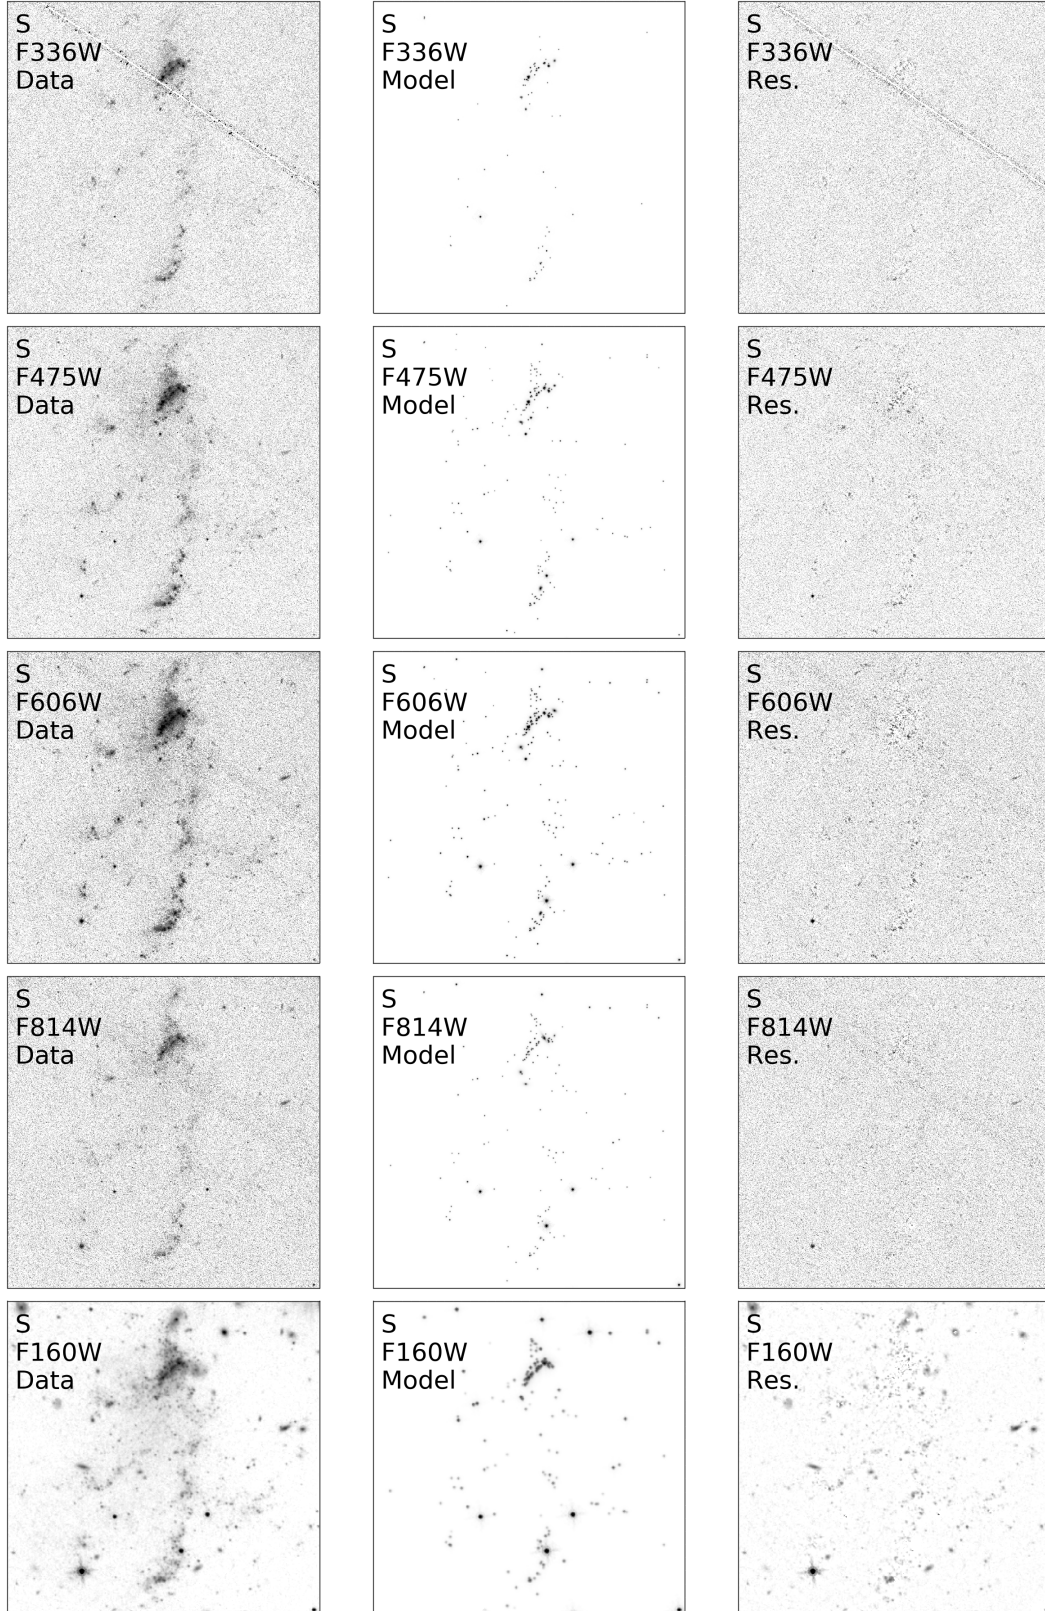 S
F336W
Data
S
F336W
Model
S
F336W
Res.
S
F475W
Data
S
F475W
Model
S
F475W
Res.
S
F606W
Data
S
F606W
Model
S
F606W
Res.
S
F814W
Data
S
F814W
Model
S
F814W
Res.
S
F160W
Data
S
F160W
Model
S
F160W
Res.